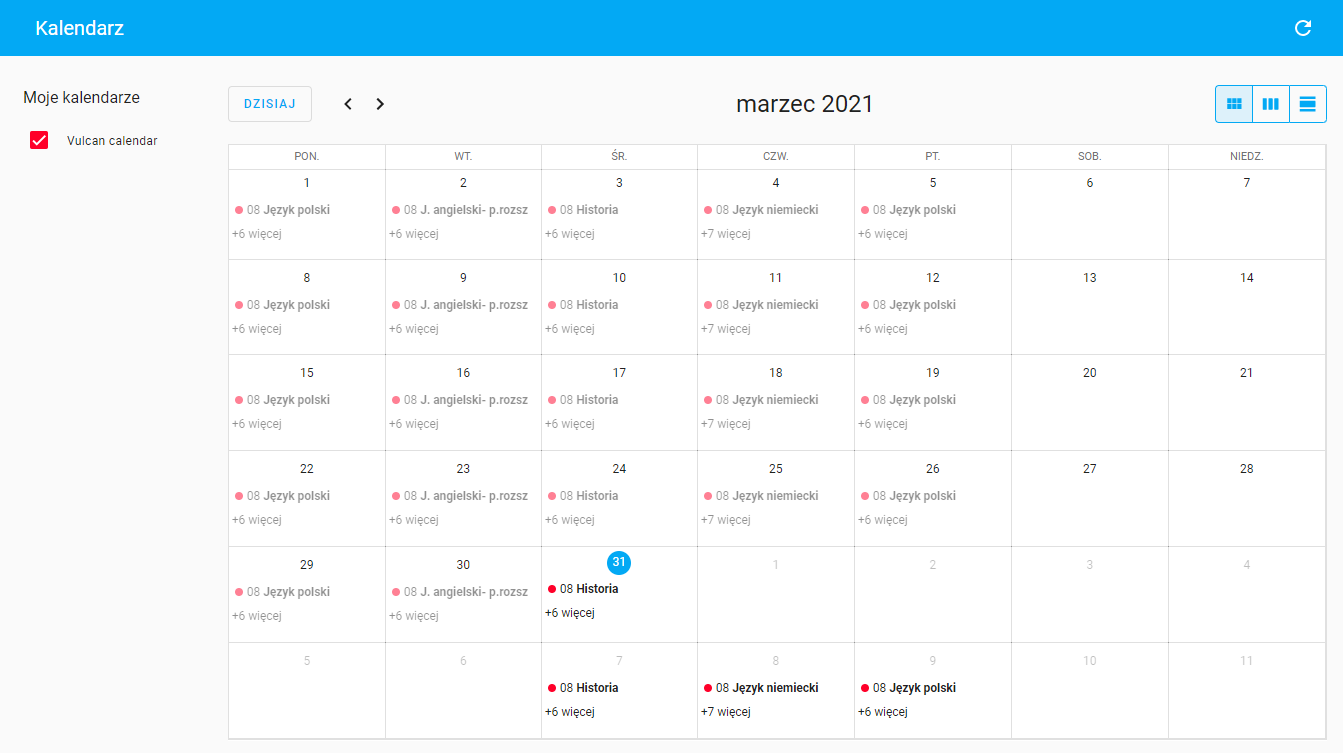 Kalendarz
Moje kalendarze
Vulcan calendar
DZISIAJ
marzec 2021
PON. WT. ŚR. CZW. PT. SOB. NIEDZ.
1 2 3 4 5 6 7
08 Język polski 08 J. angielski- p.rozsz 08 Historia 08 Język niemiecki 08 Język polski
+6 więcej +6 więcej +6 więcej +7 więcej +6 więcej
8 9 10 11 12 13 14
08 Język polski 08 J. angielski- p.rozsz 08 Historia 08 Język niemiecki 08 Język polski
+6 więcej +6 więcej +6 więcej +7 więcej +6 więcej
15 16 17 18 19 20 21
08 Język polski 08 J. angielski- p.rozsz 08 Historia 08 Język niemiecki 08 Język polski
+6 więcej +6 więcej +6 więcej +7 więcej +6 więcej
22 23 24 25 26 27 28
08 Język polski 08 J. angielski- p.rozsz 08 Historia 08 Język niemiecki 08 Język polski
+6 więcej +6 więcej +6 więcej +7 więcej +6 więcej
29 30 31 1 2 3 4
08 Język polski 08 J. angielski- p.rozsz 08 Historia
+6 więcej +6 więcej +6 więcej
5 6 7 8 9 10 11
08 Historia 08 Język niemiecki 08 Język polski
+6 więcej +7 więcej +6 więcej